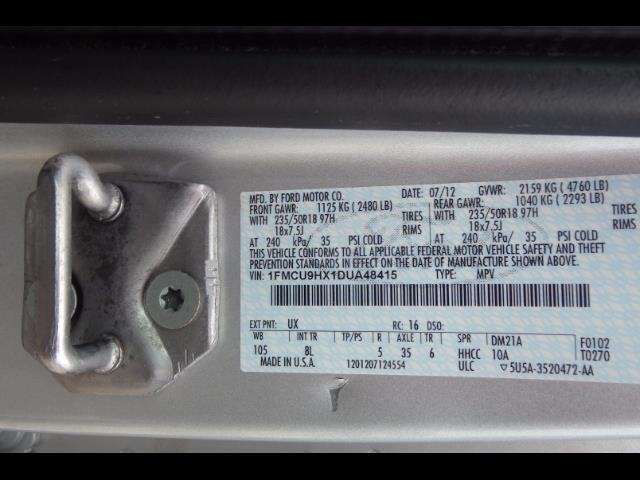 MFD. BY FORD MOTOR CO. DATE: 07/12 GVWR: 2159 KG ( 4760 LB)
FRONT GAWR: 1125 KG ( 2480 LB) REAR GAWR: 1040 KG ( 2293 LB)
WITH 235/50R18 97H TIRES WITH 235/50R18 97H TIRES
18x7.5J RIMS 18x7.5J RIMS
AT 240 kPa/ 35 PSI COLD AT 240 kPa/ 35 PSI COLD
THIS VEHICLE CONFORMS TO ALL APPLICABLE FEDERAL MOTOR VEHICLE SAFETY AND THEFT
PREVENTION STANDARDS IN EFFECT ON THE DATE OF MANUFACTURE SHOWN ABOVE.
VIN: 1FMCU9HX1DUA48415 TYPE: MPV
EXT PNT: UX RC: 16 DSO:
WB INT TR TP/PS R AXLE TR SPR DM21A F0102
105 8L 5 35 6 HHCC 10A T0270
MADE IN U.S.A. 1201207124554 ULC 5U5A-3520472-AA